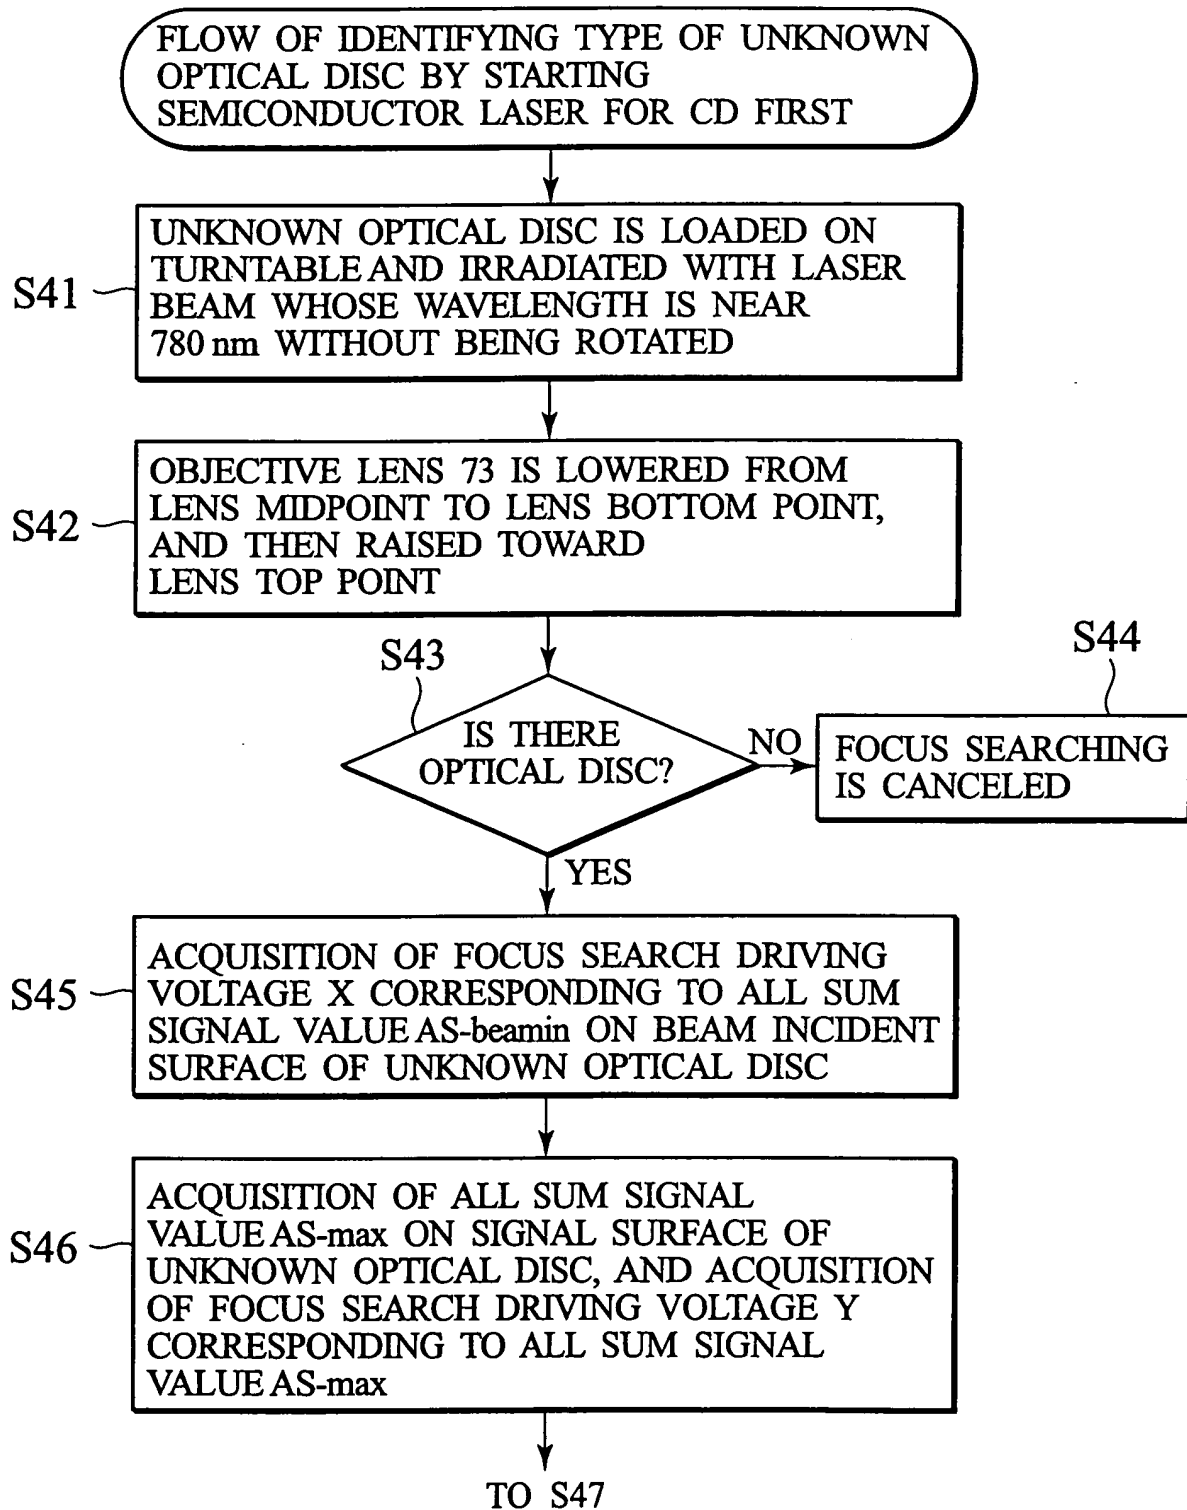 FLOW OF IDENTIFYING TYPE OF UNKNOWN
OPTICAL DISC BY STARTING
SEMICONDUCTOR LASER FOR CD FIRST
S41
UNKNOWN OPTICAL DISC IS LOADED ON
TURNTABLE AND IRRADIATED WITH LASER
BEAM WHOSE WAVELENGTH IS NEAR
780 nm WITHOUT BEING ROTATED
S42
OBJECTIVE LENS 73 IS LOWERED FROM
LENS MIDPOINT TO LENS BOTTOM POINT,
AND THEN RAISED TOWARD
LENS TOP POINT
S43
IS THERE
OPTICAL DISC?
NO
S44
FOCUS SEARCHING
IS CANCELED
YES
S45
ACQUISITION OF FOCUS SEARCH DRIVING
VOLTAGE X CORRESPONDING TO ALL SUM
SIGNAL VALUE AS-beamin ON BEAM INCIDENT
SURFACE OF UNKNOWN OPTICAL DISC
S46
ACQUISITION OF ALL SUM SIGNAL
VALUE AS-max ON SIGNAL SURFACE OF
UNKNOWN OPTICAL DISC, AND ACQUISITION
OF FOCUS SEARCH DRIVING VOLTAGE Y
CORRESPONDING TO ALL SUM SIGNAL
VALUE AS-max
TO S47